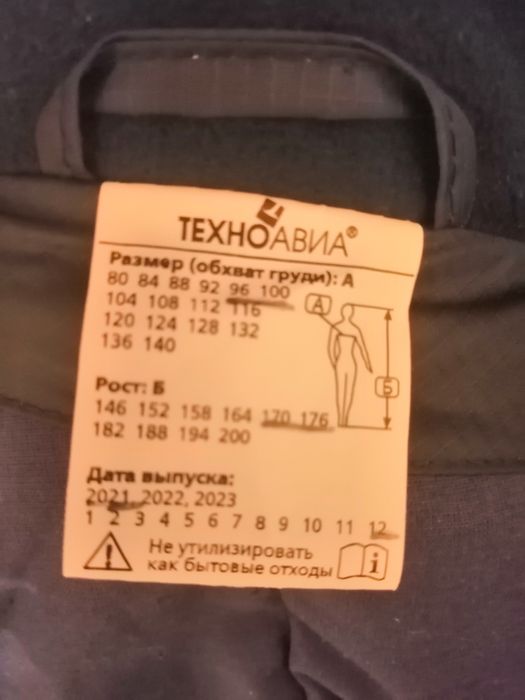 ТЕХНОАВИА®
Размер (обхват груди): А
80 84 88 92 96 100
104 108 112 116
120 124 128 132
136 140
А
Б
Рост: Б
146 152 158 164 170 176
182 188 194 200
Дата выпуска:
2021, 2022, 2023
1 2 3 4 5 6 7 8 9 10 11 12
Не утилизировать
как бытовые отходы